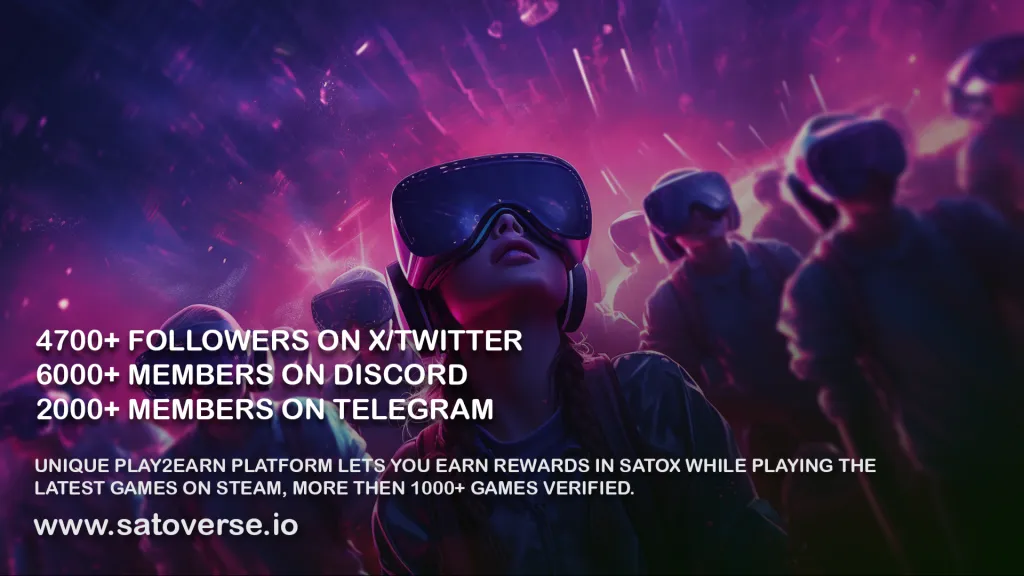 4700+ FOLLOWERS ON X/TWITTER
6000+ MEMBERS ON DISCORD
2000+ MEMBERS ON TELEGRAM
UNIQUE PLAY2EARN PLATFORM LETS YOU EARN REWARDS IN SATOX WHILE PLAYING THE
LATEST GAMES ON STEAM, MORE THEN 1000+ GAMES VERIFIED.
www.satoverse.io